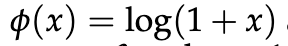 φ(x) = log(1 + x)